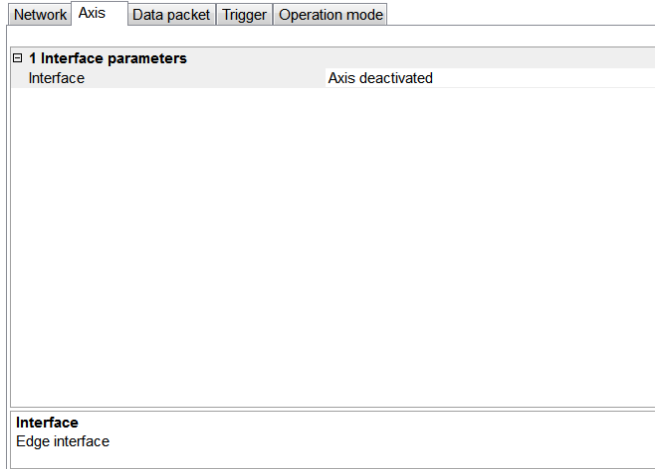 Network Axis Data packet Trigger Operation mode
1 Interface parameters
Interface Axis deactivated
Interface
Edge interface